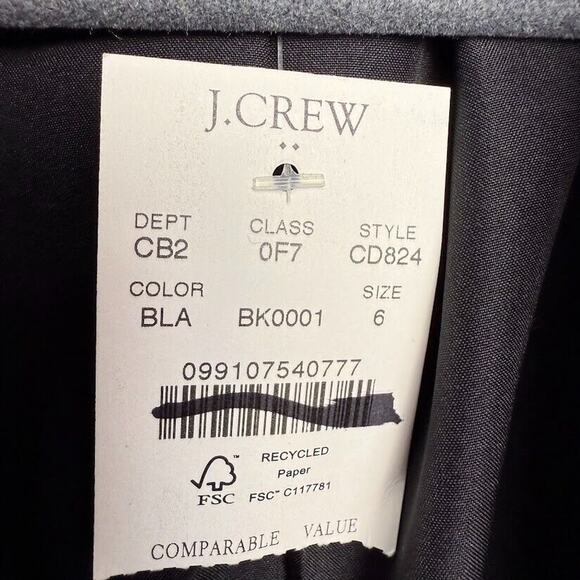 J.CREW
DEPT CLASS STYLE
CB2 0F7 CD824
COLOR SIZE
BLA BK0001 6
099107540777
RECYCLED
Paper
FSC FSC™ C117781
COMPARABLE VALUE